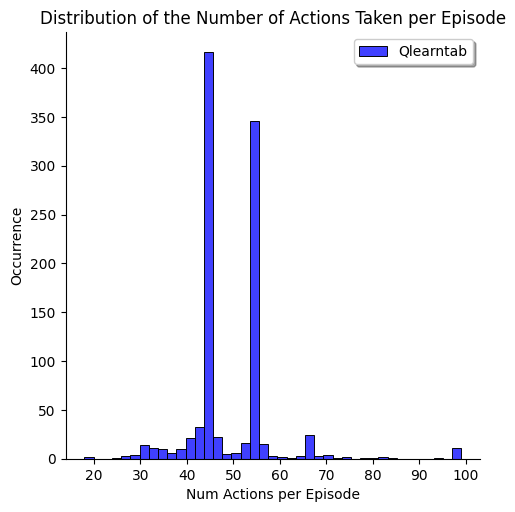 Distribution of the Number of Actions Taken per Episode
Qlearntab
400
350
300
250
200
150
100
50
0
Occurrence
20 30 40 50 60 70 80 90 100
Num Actions per Episode